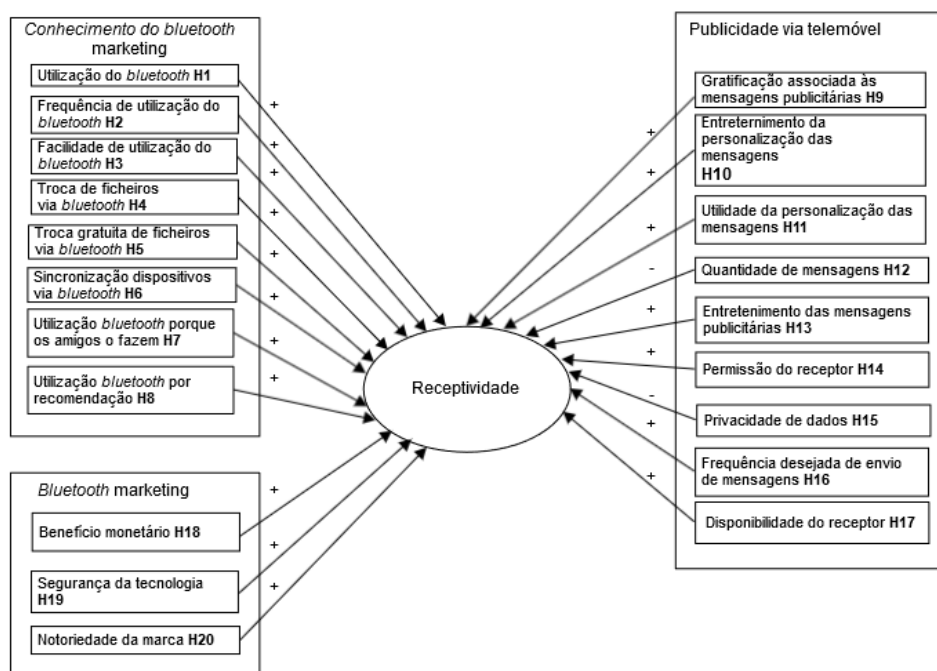 Conhecimento do bluetooth
marketing
Utilização do bluetooth H1
Frequência de utilização do
bluetooth H2
Facilidade de utilização do
bluetooth H3
Troca de ficheiros
via bluetooth H4
Troca gratuita de ficheiros
via bluetooth H5
Sincronização dispositivos
via bluetooth H6
Utilização bluetooth porque
os amigos o fazem H7
Utilização bluetooth por
recomendação H8
+
+
+
+
+
+
+
+
Bluetooth marketing
Benefício monetário H18
Segurança da tecnologia
H19
Notoriedade da marca H20
+
+
+
Receptividade
Publicidade via telemóvel
Gratificação associada às
mensagens publicitárias H9
Entreternimento da
personalização das
mensagens
H10
Utilidade da personalização das
mensagens H11
Quantidade de mensagens H12
Entretenimento das mensagens
publicitárias H13
Permissão do receptor H14
Privacidade de dados H15
Frequência desejada de envio
de mensagens H16
Disponibilidade do receptor H17
+
+
+
-
+
+
-
+
+